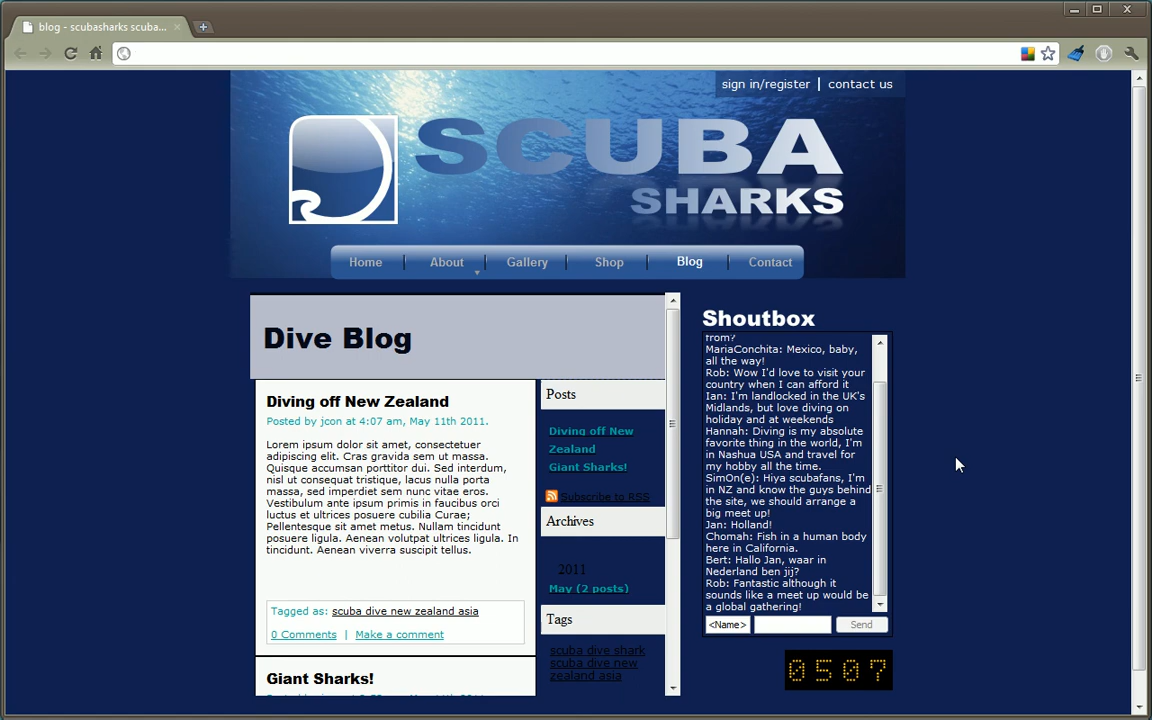 blog - scubasharks scuba...
sign in/register | contact us
SCUBA
SHARKS
Home
About
Gallery
Shop
Blog
Contact
Dive Blog
Diving off New Zealand
Posted by jcon at 4:07 am, May 11th 2011.
Lorem ipsum dolor sit amet, consectetuer
adipiscing elit. Cras gravida sem ut massa.
Quisque accumsan porttitor dui. Sed interdum,
nisl ut consequat tristique, lacus nulla porta
massa, sed imperdiet sem nunc vitae eros.
Vestibulum ante ipsum primis in faucibus orci
luctus et ultrices posuere cubilia Curae;
Pellentesque sit amet metus. Nullam tincidunt
posuere ligula. Aenean volutpat ultrices ligula. In
tincidunt. Aenean viverra suscipit tellus.
Tagged as: scuba dive new zealand asia
0 Comments | Make a comment
Giant Sharks!
Posts
Diving off New
Zealand
Giant Sharks!
Subscribe to RSS
Archives
2011
May (2 posts)
Tags
scuba dive shark
scuba dive new
zealand asia
Shoutbox
from?
MariaConchita: Mexico, baby,
all the way!
Rob: Wow I'd love to visit your
country when I can afford it
Ian: I'm landlocked in the UK's
Midlands, but love diving on
holiday and at weekends
Hannah: Diving is my absolute
favorite thing in the world, I'm
in Nashua USA and travel for
my hobby all the time.
SimOn(e): Hiya scubafans, I'm
in NZ and know the guys behind
the site, we should arrange a
big meet up!
Jan: Holland!
Chomah: Fish in a human body
here in California.
Bert: Hallo Jan, waar in
Nederland ben jij?
Rob: Fantastic although it
sounds like a meet up would be
a global gathering!
<Name>
Send
0507